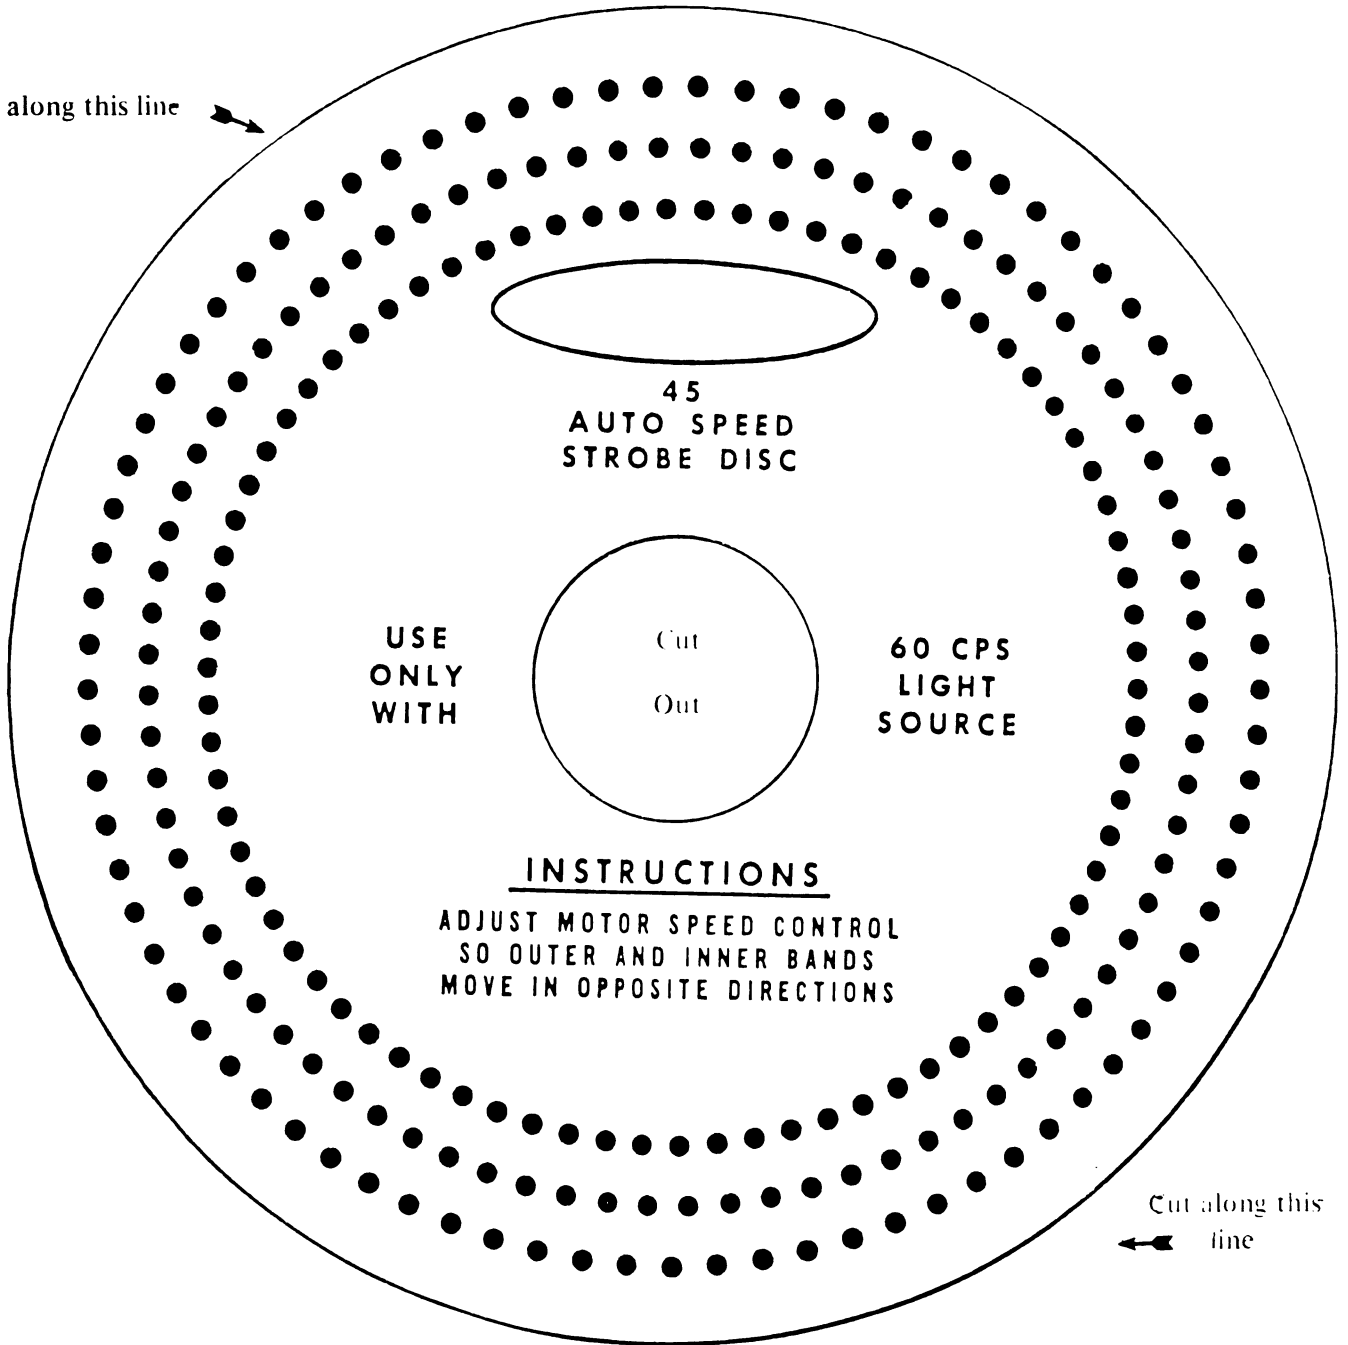 along this line
45
AUTO SPEED
STROBE DISC
USE
ONLY
WITH
Cut
Out
60 CPS
LIGHT
SOURCE
INSTRUCTIONS
ADJUST MOTOR SPEED CONTROL
SO OUTER AND INNER BANDS
MOVE IN OPPOSITE DIRECTIONS
Cut along this
line